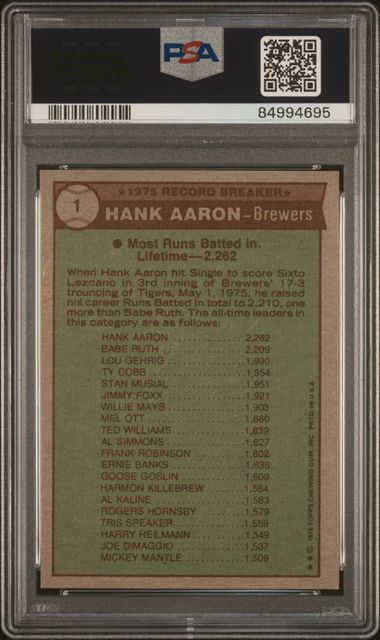 PSA
84994695
1
★1975 RECORD BREAKER★
HANK AARON–Brewers
● Most Runs Batted in.
Lifetime—2,262
When Hank Aaron hit Single to score Sixto
Lezcano in 3rd inning of Brewers' 17-3
trouncing of Tigers, May 1, 1975, he raised
his career Runs Batted In total to 2,210, one
more than Babe Ruth. The all-time leaders in
this category are as follows:
HANK AARON .............. 2,262
BABE RUTH ............... 2,209
LOU GEHRIG .............. 1,990
TY COBB ................. 1,954
STAN MUSIAL ............. 1,951
JIMMY FOXX .............. 1,921
WILLIE MAYS ............. 1,903
MEL OTT ................. 1,860
TED WILLIAMS ............ 1,839
AL SIMMONS .............. 1,827
FRANK ROBINSON .......... 1,802
ERNIE BANKS ............. 1,636
GOOSE GOSLIN ............ 1,609
HARMON KILLEBREW ........ 1,584
AL KALINE ............... 1,583
ROGERS HORNSBY .......... 1,579
TRIS SPEAKER ............ 1,559
HARRY HEILMANN .......... 1,549
JOE DiMAGGIO ............ 1,537
MICKEY MANTLE ........... 1,509
★★© 1976 TOPPS CHEWING GUM, INC. PRTD. IN U.S.A.